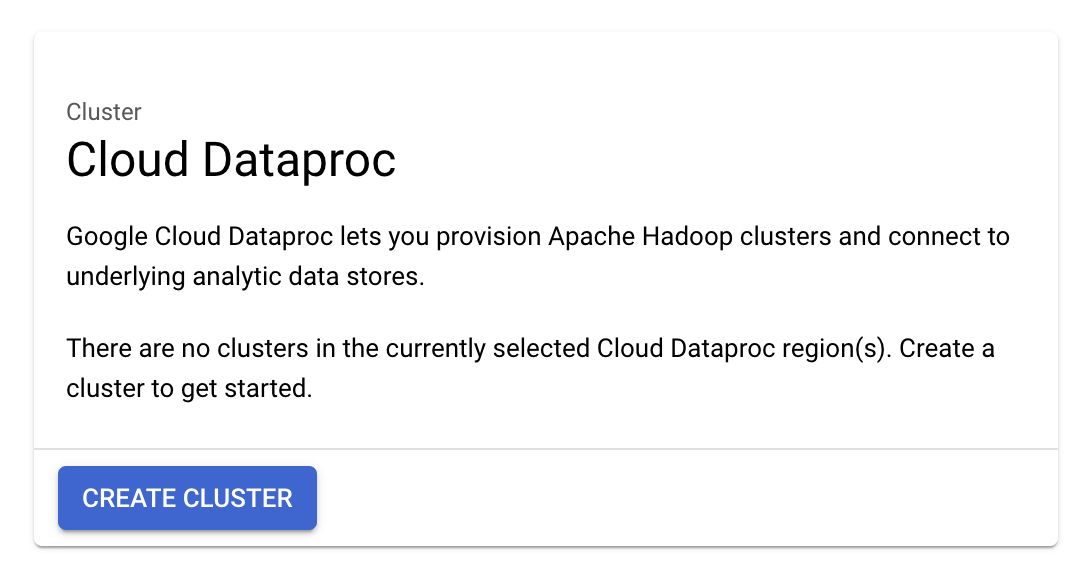 Cluster
Cloud Dataproc
Google Cloud Dataproc lets you provision Apache Hadoop clusters and connect to
underlying analytic data stores.
There are no clusters in the currently selected Cloud Dataproc region(s). Create a
cluster to get started.
CREATE CLUSTER